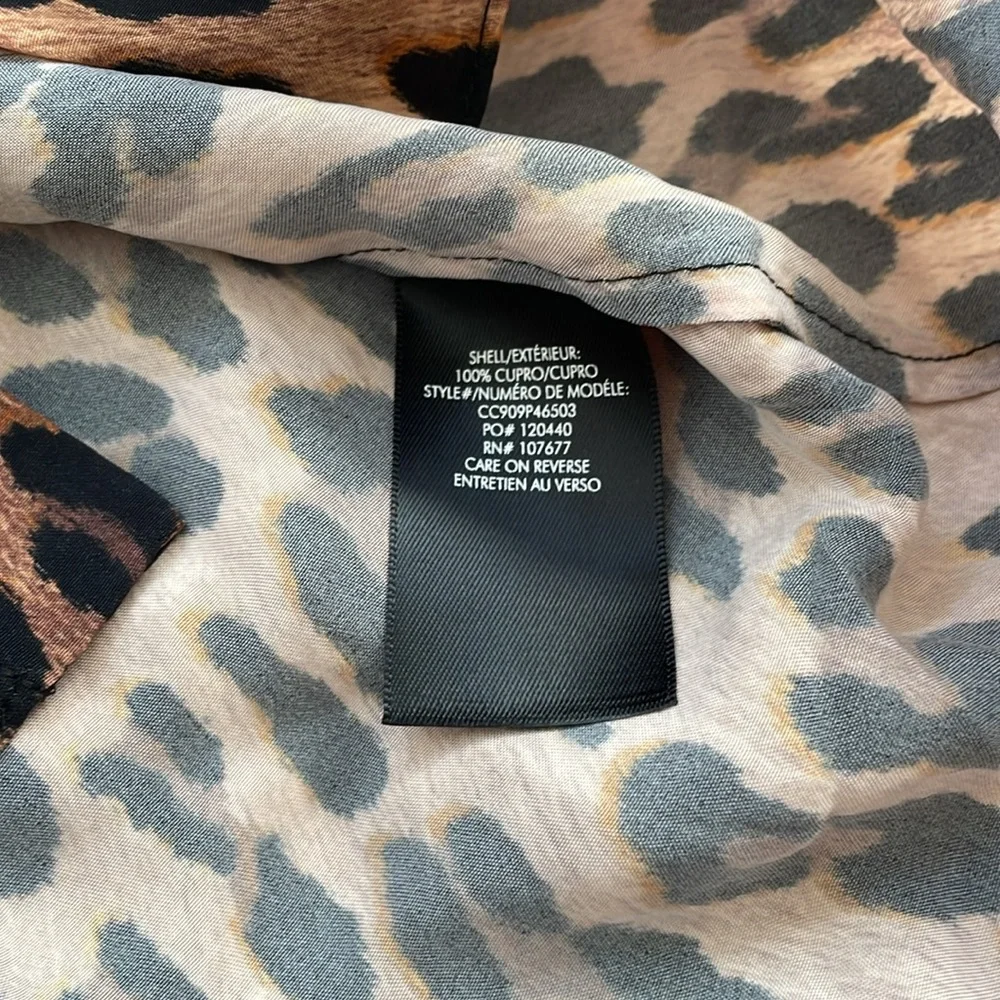 SHELL/EXTÉRIEUR:
100% CUPRO/CUPRO
STYLE#/NUMÉRO DE MODÉLE:
CC909P46503
PO# 120440
RN# 107677
CARE ON REVERSE
ENTRETIEN AU VERSO